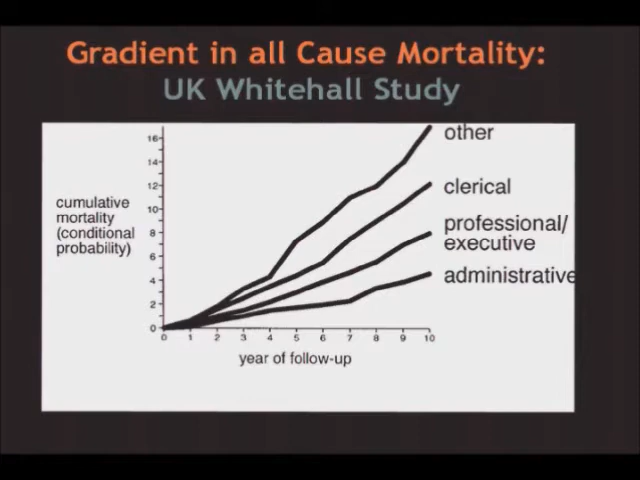 Gradient in all Cause Mortality:
UK Whitehall Study
cumulative
mortality
(conditional
probability)
16
14
12
10
8
6
4
2
0
0 1 2 3 4 5 6 7 8 9 10
year of follow-up
other
clerical
professional/
executive
administrative